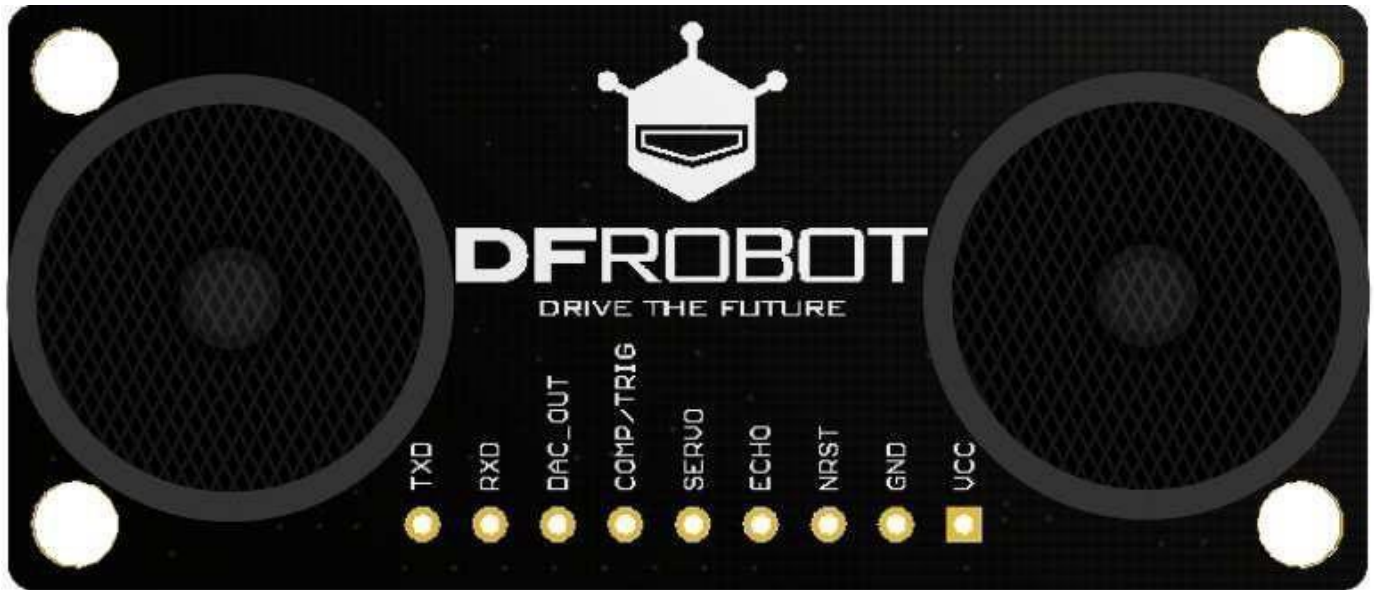 DFROBOT
DRIVE THE FUTURE
TXD
RXD
DAC_OUT
COMP/TRIG
SERVO
ECHO
NRST
GND
VCC